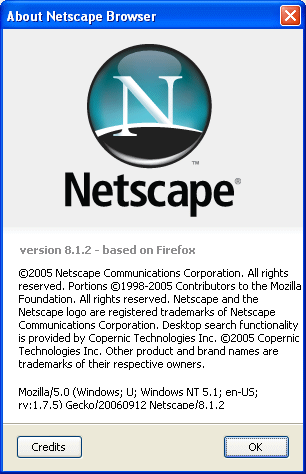 About Netscape Browser
N
™
Netscape®
version 8.1.2 - based on Firefox
©2005 Netscape Communications Corporation. All rights
reserved. Portions ©1998-2005 Contributors to the Mozilla
Foundation. All rights reserved. Netscape and the
Netscape logo are registered trademarks of Netscape
Communications Corporation. Desktop search functionality
is provided by Copernic Technologies Inc. ©2005 Copernic
Technologies Inc. Other product and brand names are
trademarks of their respective owners.
Mozilla/5.0 (Windows; U; Windows NT 5.1; en-US;
rv:1.7.5) Gecko/20060912 Netscape/8.1.2
Credits
OK